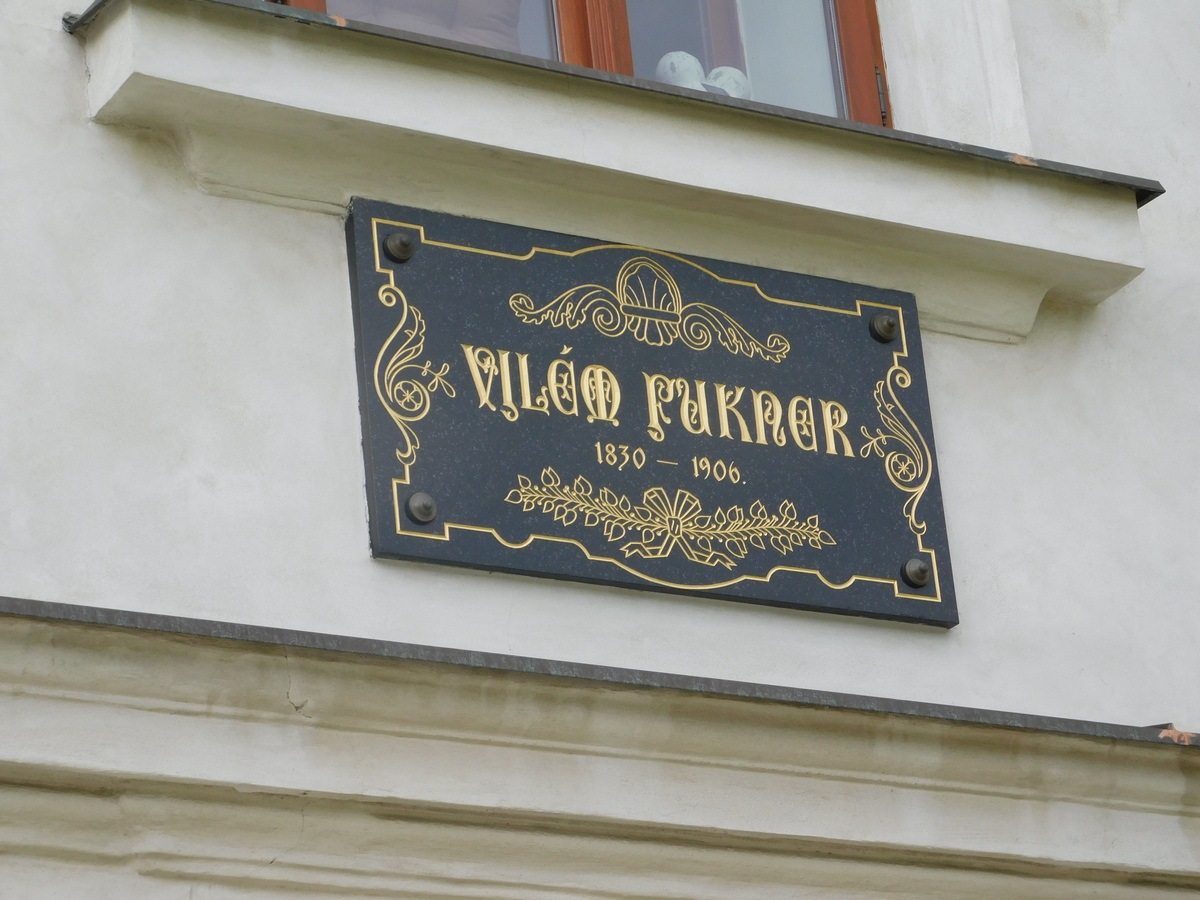 VILÉM FUKNER
1830 — 1906.